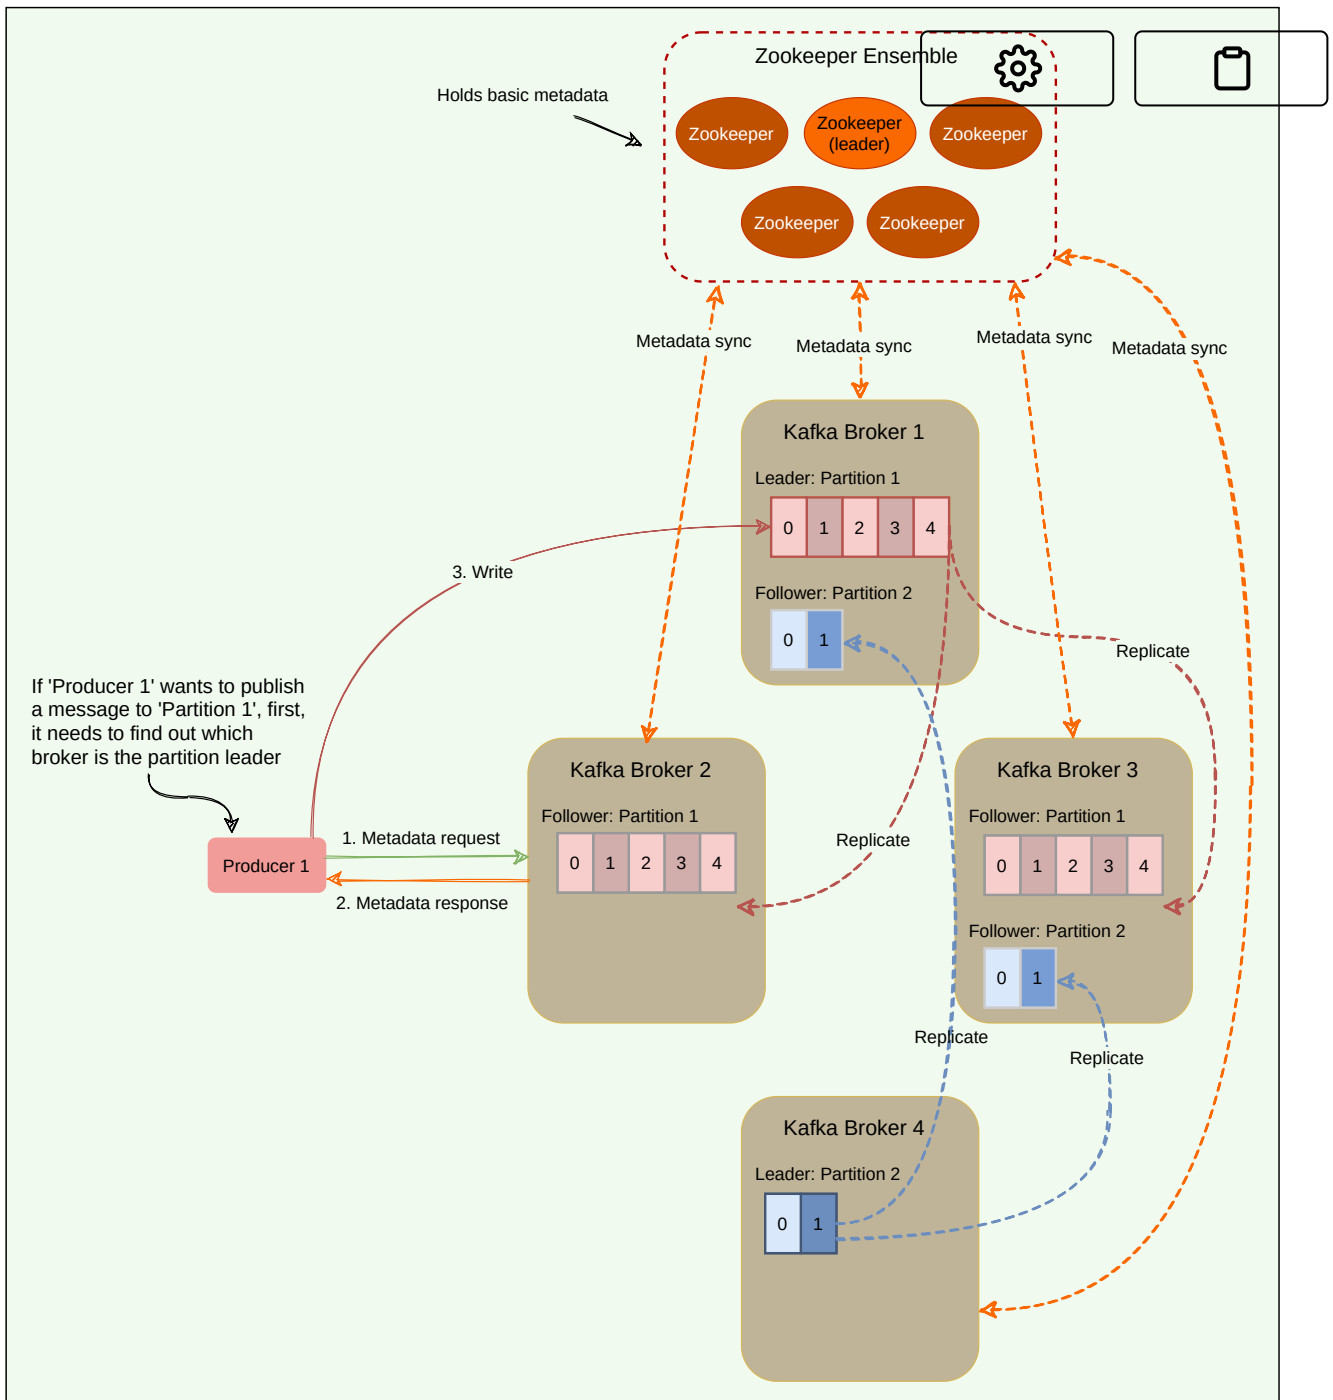 Zookeeper Ensemble
Holds basic metadata
Zookeeper
Zookeeper
(leader)
Zookeeper
Zookeeper
Zookeeper
Metadata sync
Metadata sync
Metadata sync
Metadata sync
Kafka Broker 1
Leader: Partition 1
0 1 2 3 4
3. Write
Follower: Partition 2
0 1
Replicate
If 'Producer 1' wants to publish
a message to 'Partition 1', first,
it needs to find out which
broker is the partition leader
Kafka Broker 2
Follower: Partition 1
0 1 2 3 4
Kafka Broker 3
Follower: Partition 1
0 1 2 3 4
Replicate
1. Metadata request
Producer 1
2. Metadata response
Follower: Partition 2
0 1
Replicate
Replicate
Kafka Broker 4
Leader: Partition 2
0 1